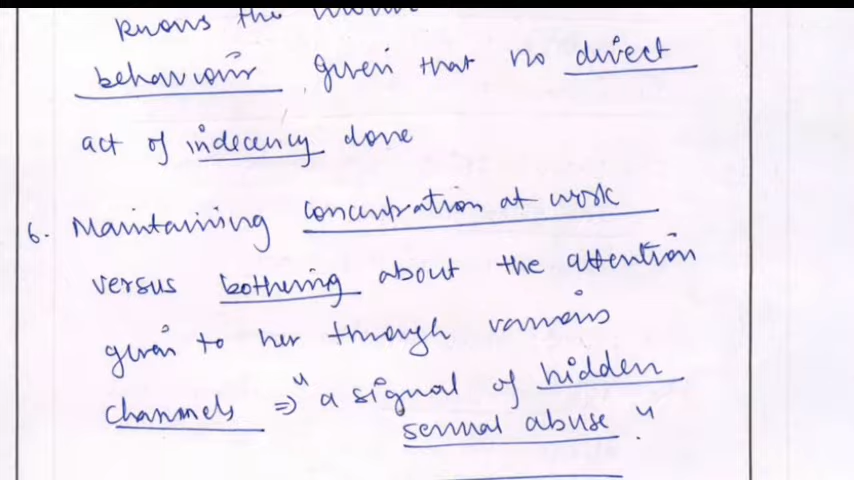 knows the
behaviour given that no direct
act of indecency done
6. Maintaining concentration at work
versus bothering about the attention
given to her through various
channels ⇒ "a signal of hidden
sexual abuse".